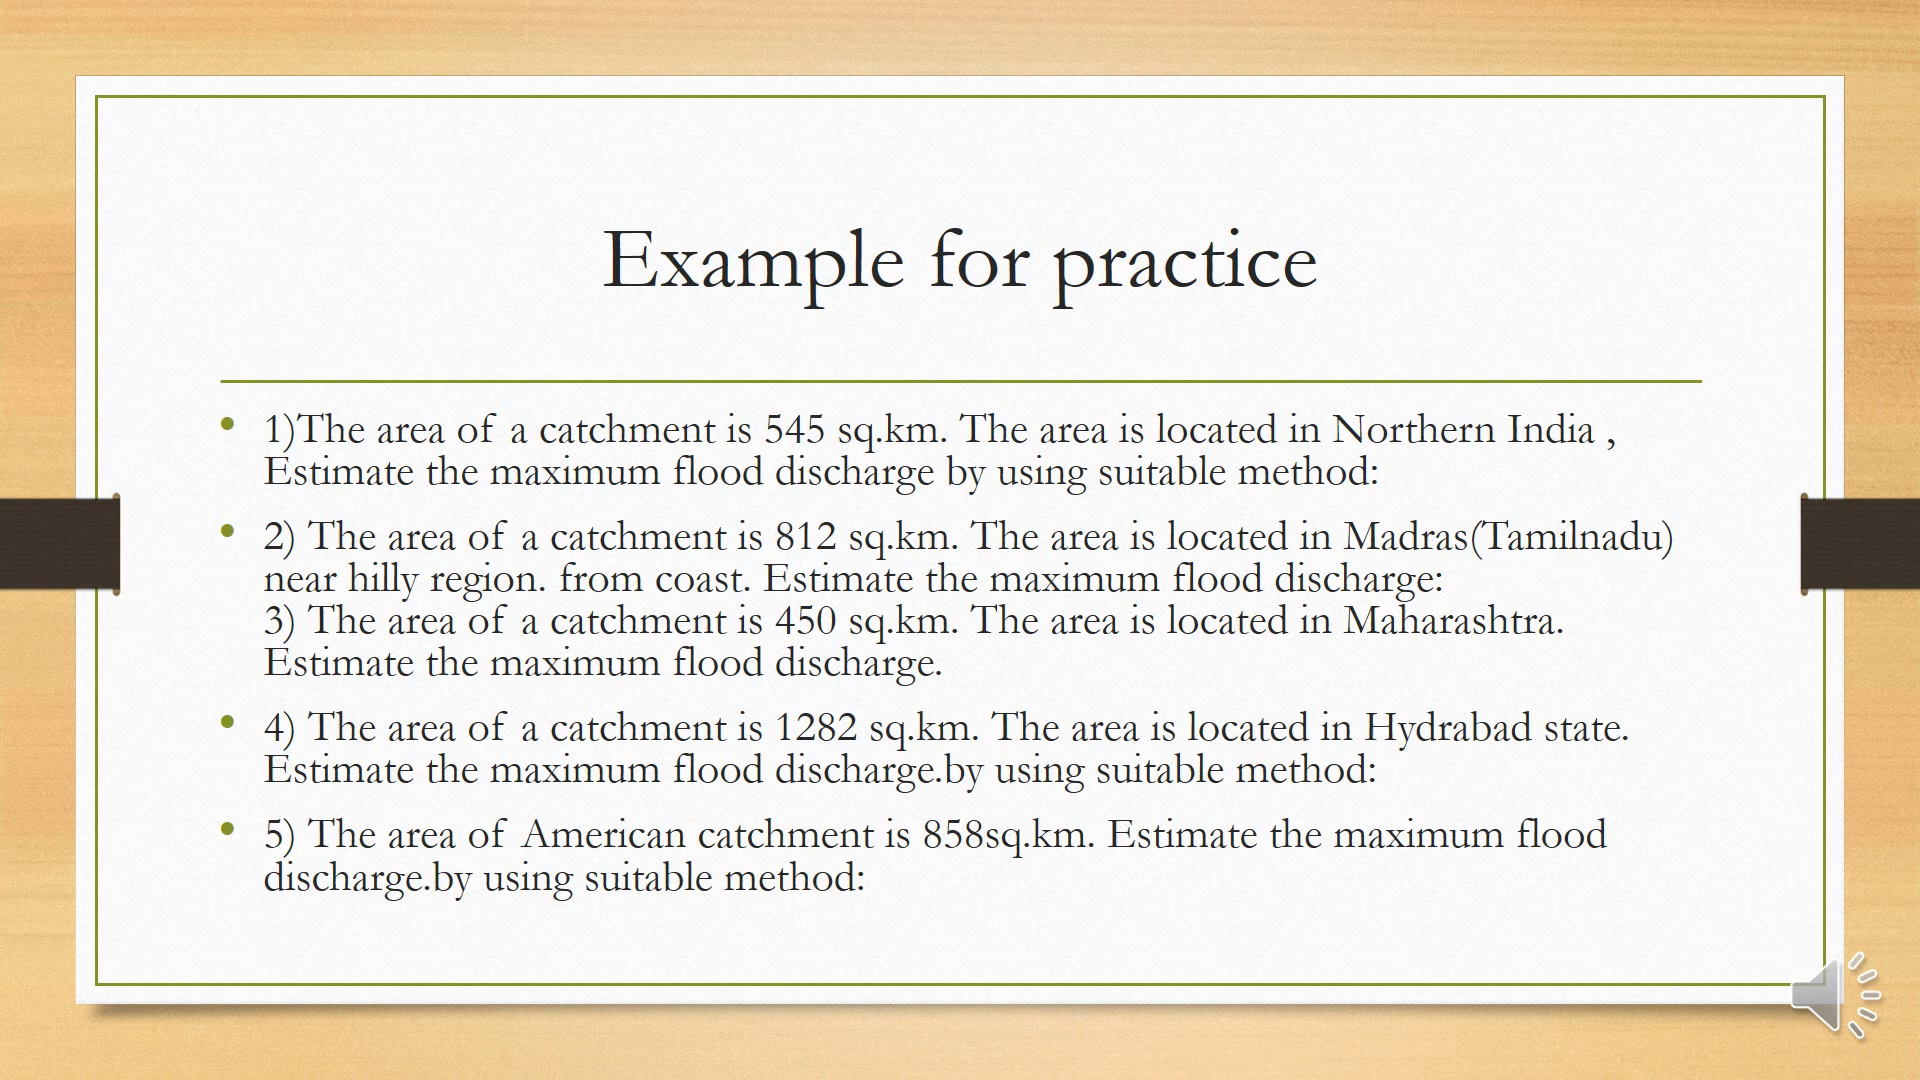 Example for practice
• 1)The area of a catchment is 545 sq.km. The area is located in Northern India ,
Estimate the maximum flood discharge by using suitable method:
• 2) The area of a catchment is 812 sq.km. The area is located in Madras(Tamilnadu)
near hilly region. from coast. Estimate the maximum flood discharge:
3) The area of a catchment is 450 sq.km. The area is located in Maharashtra.
Estimate the maximum flood discharge.
• 4) The area of a catchment is 1282 sq.km. The area is located in Hydrabad state.
Estimate the maximum flood discharge.by using suitable method:
• 5) The area of American catchment is 858sq.km. Estimate the maximum flood
discharge.by using suitable method: